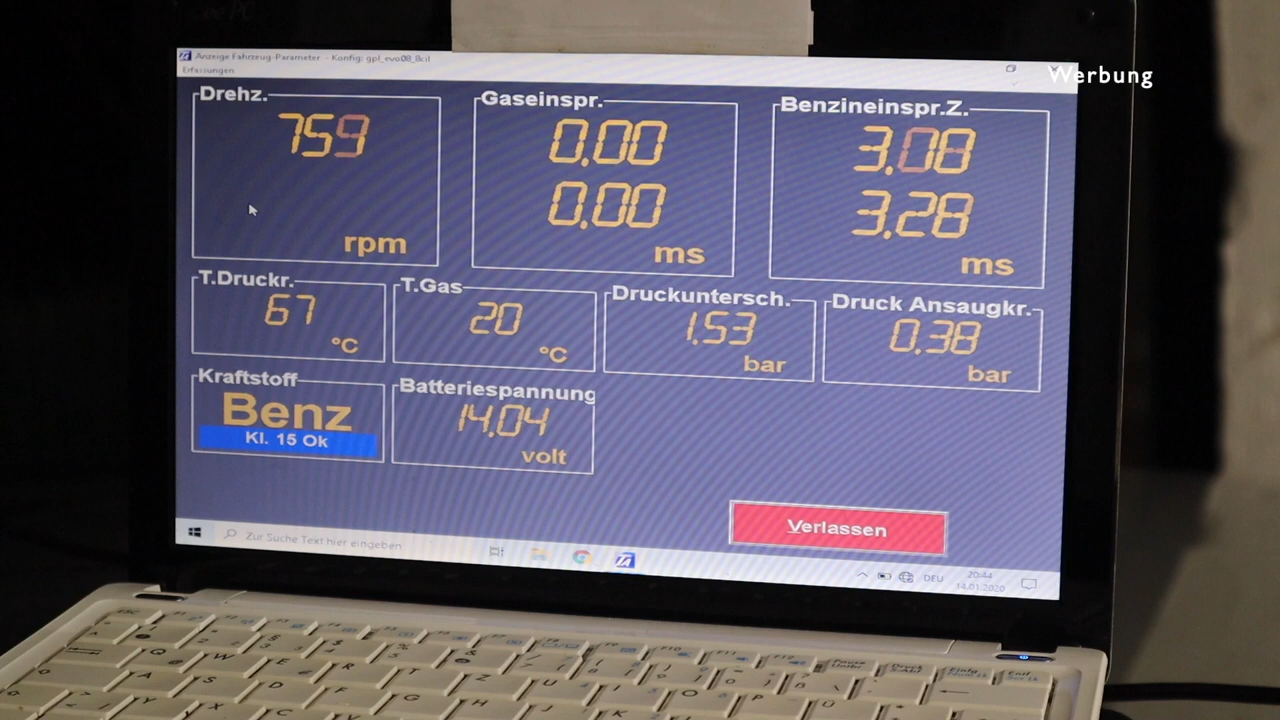 Anzeige Fahrzeug-Parameter - Konfig: gpl_evo08_8cil
Erfassungen
Werbung
Drehz.
759
rpm
Gaseinspr.
0.00
0.00
ms
Benzineinspr.Z.
3.08
3.28
ms
T.Druckr.
67
°C
T.Gas
20
°C
Druckuntersch.
1.53
bar
Druck Ansaugkr.
0.38
bar
Kraftstoff
Benz
Kl. 15 Ok
Batteriespannung
14.04
volt
Verlassen
Zur Suche Text hier eingeben
DEU
20:44
14.01.2020
Q W E R T Z U I O P Ü
A S D F G H J K L
Y X C